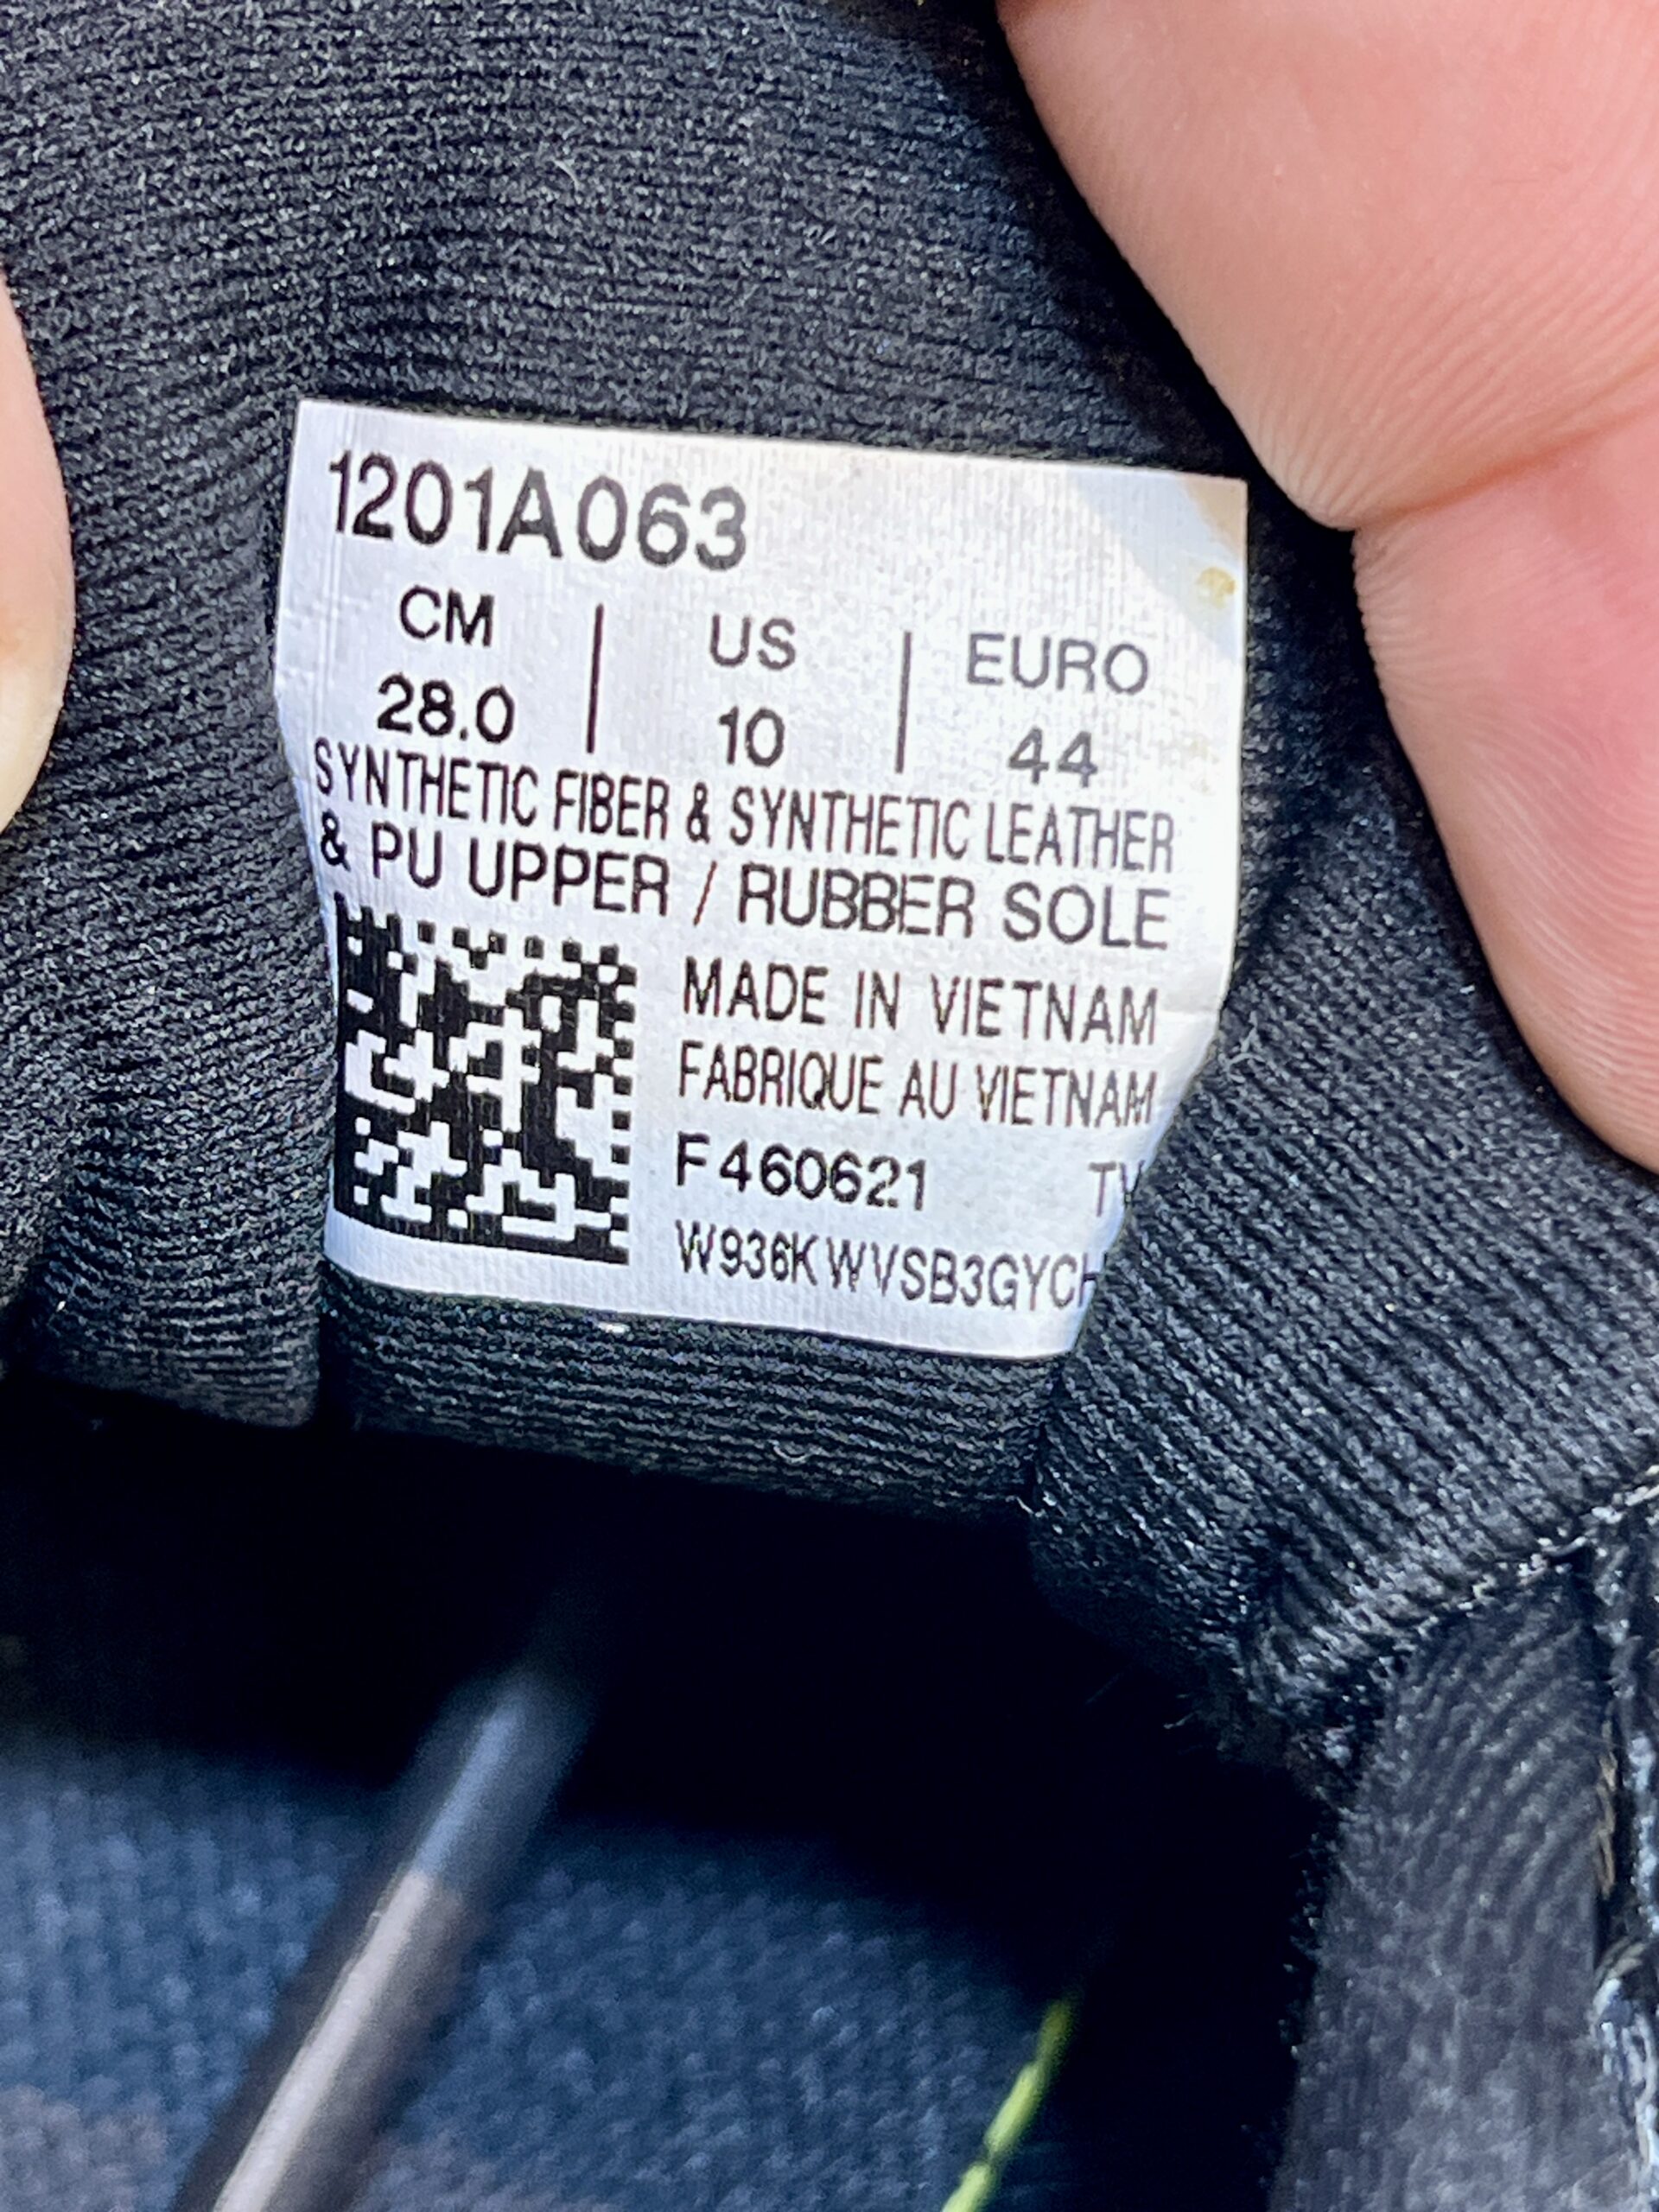 1201A063
CM | US | EURO
28.0 | 10 | 44
SYNTHETIC FIBER & SYNTHETIC LEATHER
& PU UPPER / RUBBER SOLE
MADE IN VIETNAM
FABRIQUE AU VIETNAM
F460621